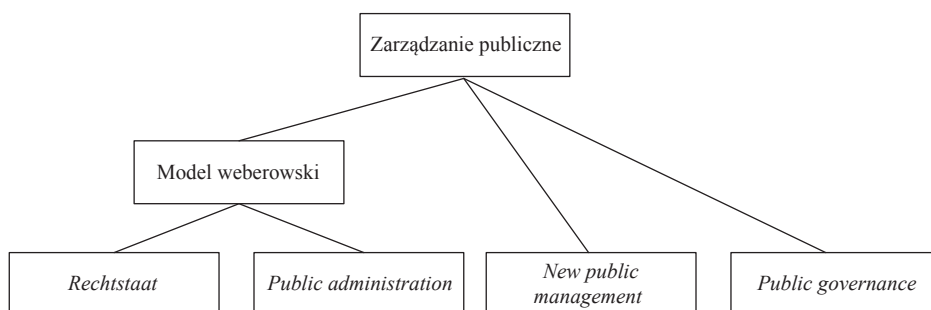 Zarządzanie publiczne
Model weberowski
Rechtstaat
Public administration
New public
management
Public governance